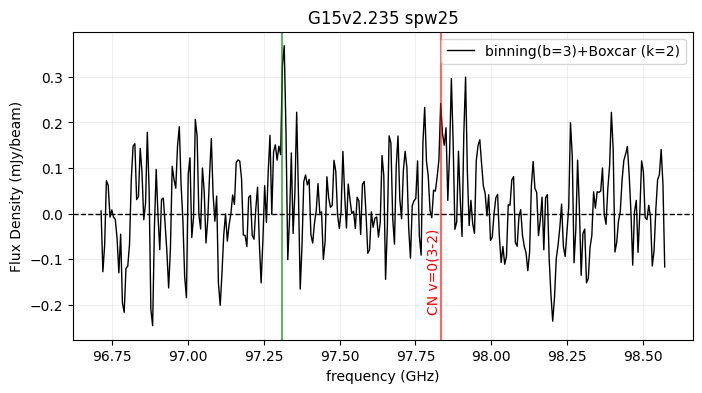 G15v2.235 spw25
binning(b=3)+Boxcar (k=2)
Flux Density (mJy/beam)
0.3
0.2
0.1
0.0
−0.1
−0.2
CN v=0(3-2)
96.75 97.00 97.25 97.50 97.75 98.00 98.25 98.50
frequency (GHz)